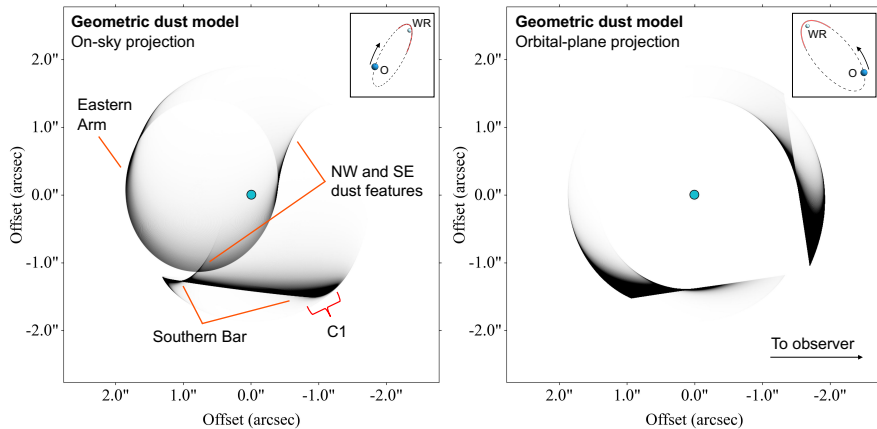 Geometric dust model
On-sky projection
WR
O
Eastern
Arm
NW and SE
dust features
Southern Bar
C1
2.0"
1.0"
0.0"
-1.0"
-2.0"
Offset (arcsec)
2.0"
1.0"
0.0"
-1.0"
-2.0"
Offset (arcsec)
Geometric dust model
Orbital-plane projection
WR
O
To observer
2.0"
1.0"
0.0"
-1.0"
-2.0"
Offset (arcsec)
2.0"
1.0"
0.0"
-1.0"
-2.0"
Offset (arcsec)